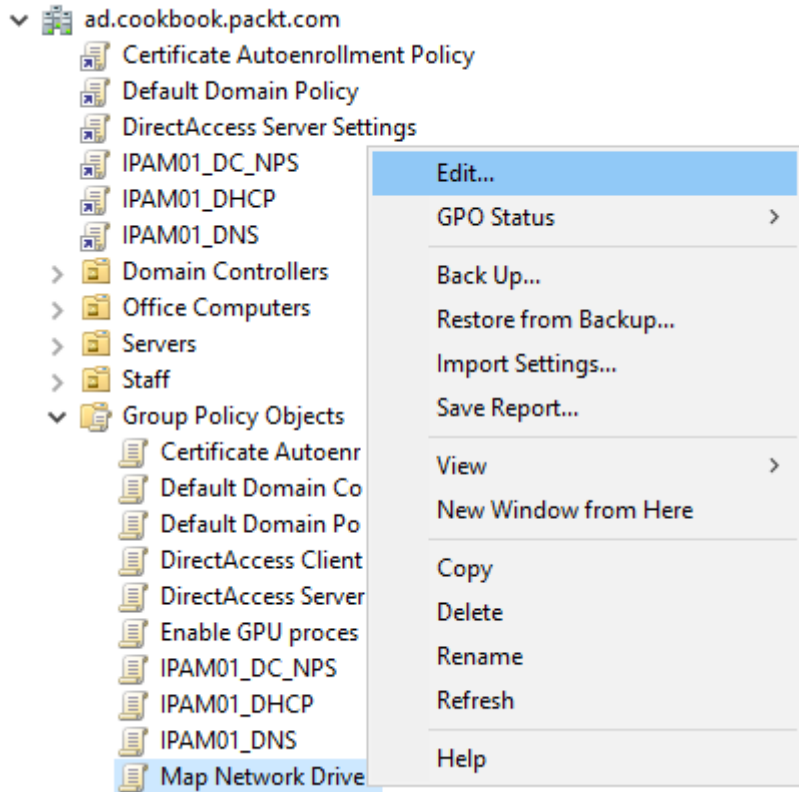 ad.cookbook.packt.com
Certificate Autoenrollment Policy
Default Domain Policy
DirectAccess Server Settings
IPAM01_DC_NPS
IPAM01_DHCP
IPAM01_DNS
Domain Controllers
Office Computers
Servers
Staff
Group Policy Objects
Certificate Autoenr
Default Domain Co
Default Domain Po
DirectAccess Client
DirectAccess Server
Enable GPU proces
IPAM01_DC_NPS
IPAM01_DHCP
IPAM01_DNS
Map Network Drive
Edit...
GPO Status
Back Up...
Restore from Backup...
Import Settings...
Save Report...
View
New Window from Here
Copy
Delete
Rename
Refresh
Help